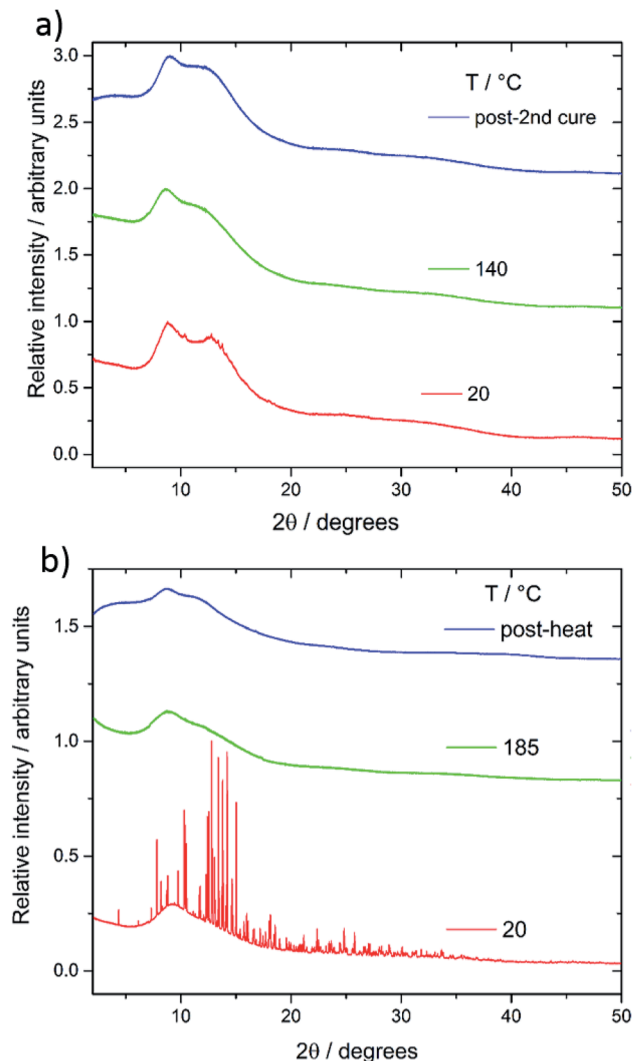 a)
3.0
2.5
2.0
1.5
1.0
0.5
0.0
Relative intensity / arbitrary units
T / °C
post-2nd cure
140
20
10 20 30 40 50
2θ / degrees
b)
1.5
1.0
0.5
0.0
Relative intensity / arbitrary units
T / °C
post-heat
185
20
10 20 30 40 50
2θ / degrees